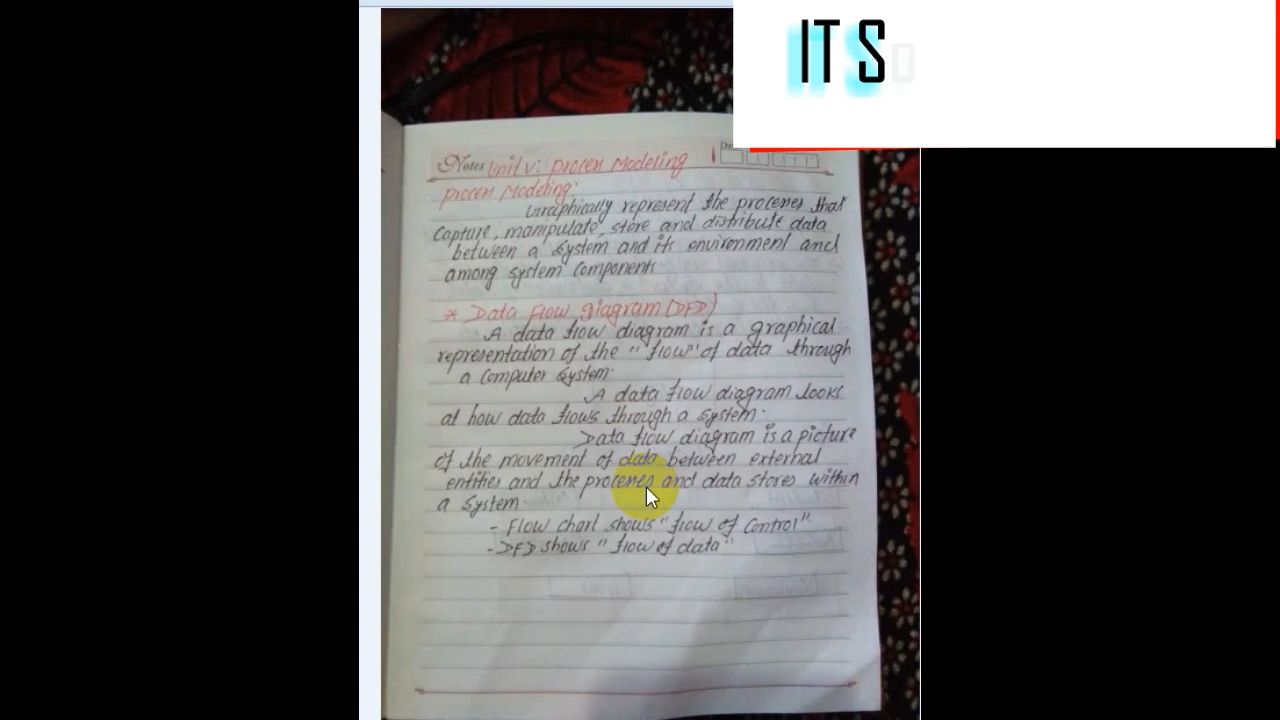 IT S
Notes Unit V: Process Modeling
Process Modeling:
Graphically represent the processes that
capture, manipulate, store and distribute data
between a system and its environment and
among system components.
* Data Flow Diagram (DFD)
A data flow diagram is a graphical
representation of the "flow" of data through
a computer system.
A data flow diagram looks
at how data flows through a system.
Data flow diagram is a picture
of the movement of data between external
entities and the processes and data stores within
a system
- Flow chart shows "flow of control"
- DFD shows "flow of data"